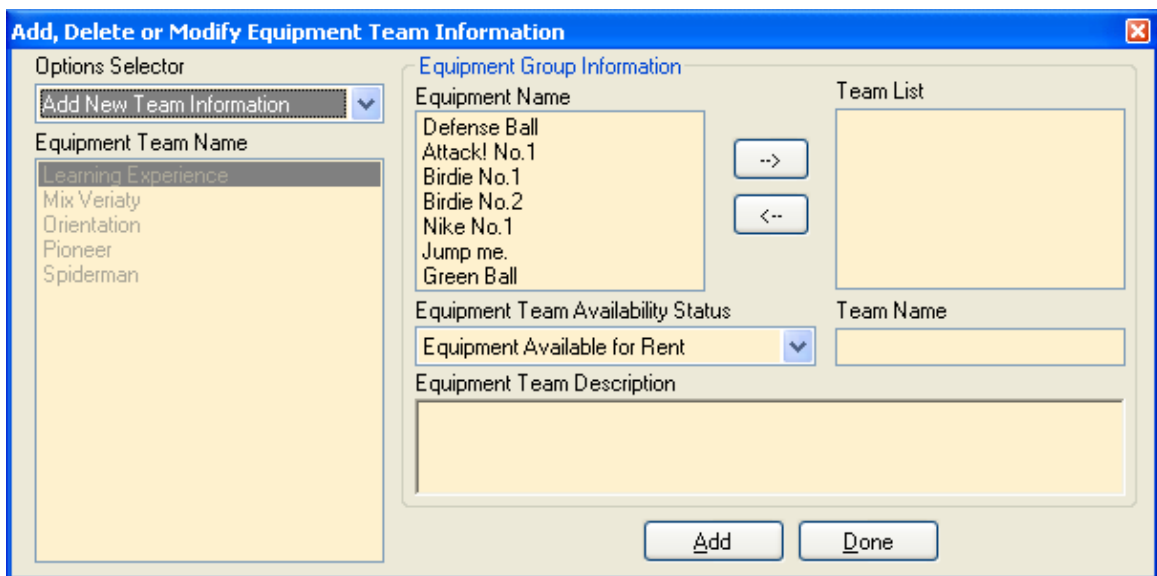 Add, Delete or Modify Equipment Team Information
Options Selector
Add New Team Information
Equipment Team Name
Learning Experience
Mix Veriaty
Orientation
Pioneer
Spiderman
Equipment Group Information
Equipment Name
Defense Ball
Attack! No.1
Birdie No.1
Birdie No.2
Nike No.1
Jump me.
Green Ball
-->
<--
Team List
Equipment Team Availability Status
Equipment Available for Rent
Team Name
Equipment Team Description
Add
Done